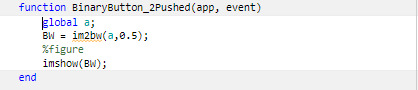 function BinaryButton_2Pushed(app, event)
global a;
BW = im2bw(a,0.5);
%figure
imshow(BW);
end